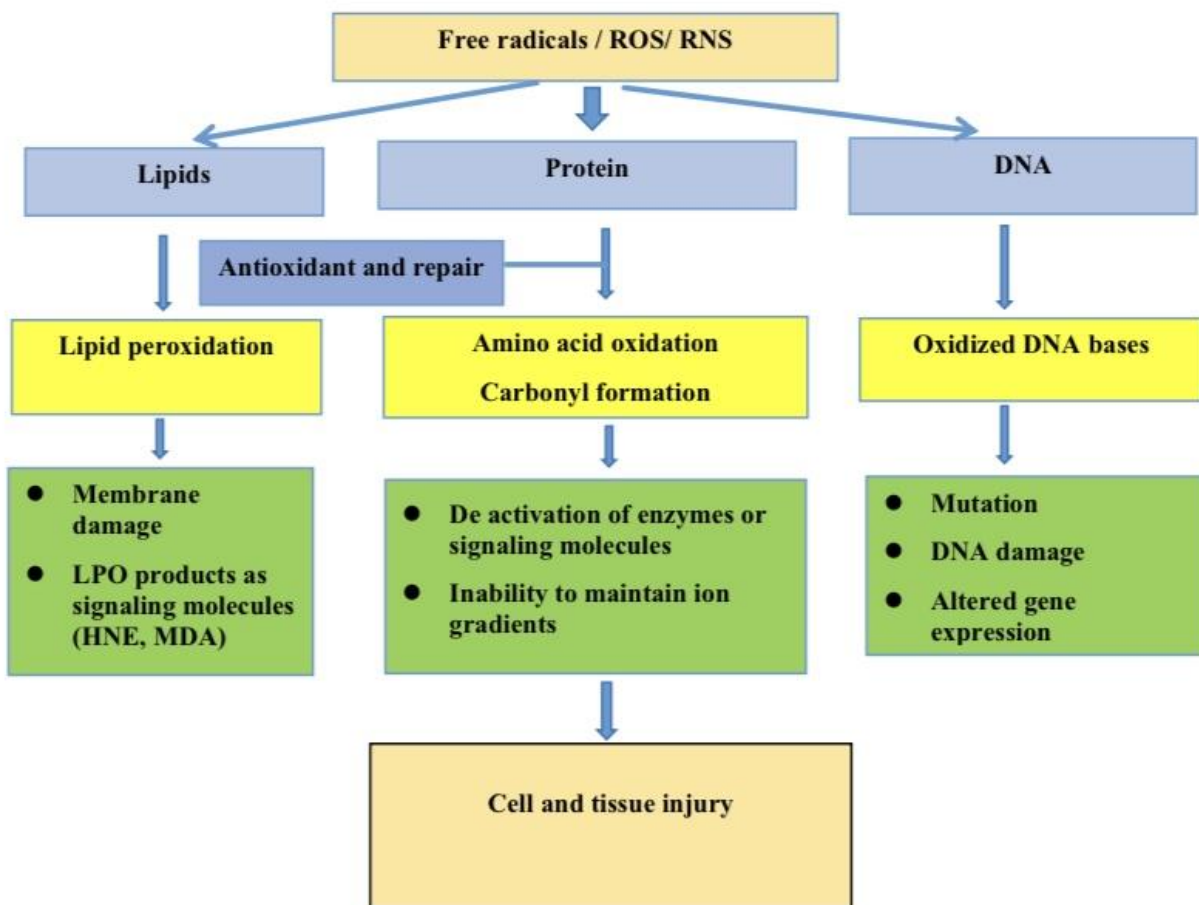 Free radicals / ROS/ RNS
Lipids
Protein
DNA
Antioxidant and repair
Lipid peroxidation
Amino acid oxidation
Carbonyl formation
Oxidized DNA bases
● Membrane
damage
● LPO products as
signaling molecules
(HNE, MDA)
● De activation of enzymes or
signaling molecules
● Inability to maintain ion
gradients
● Mutation
● DNA damage
● Altered gene
expression
Cell and tissue injury